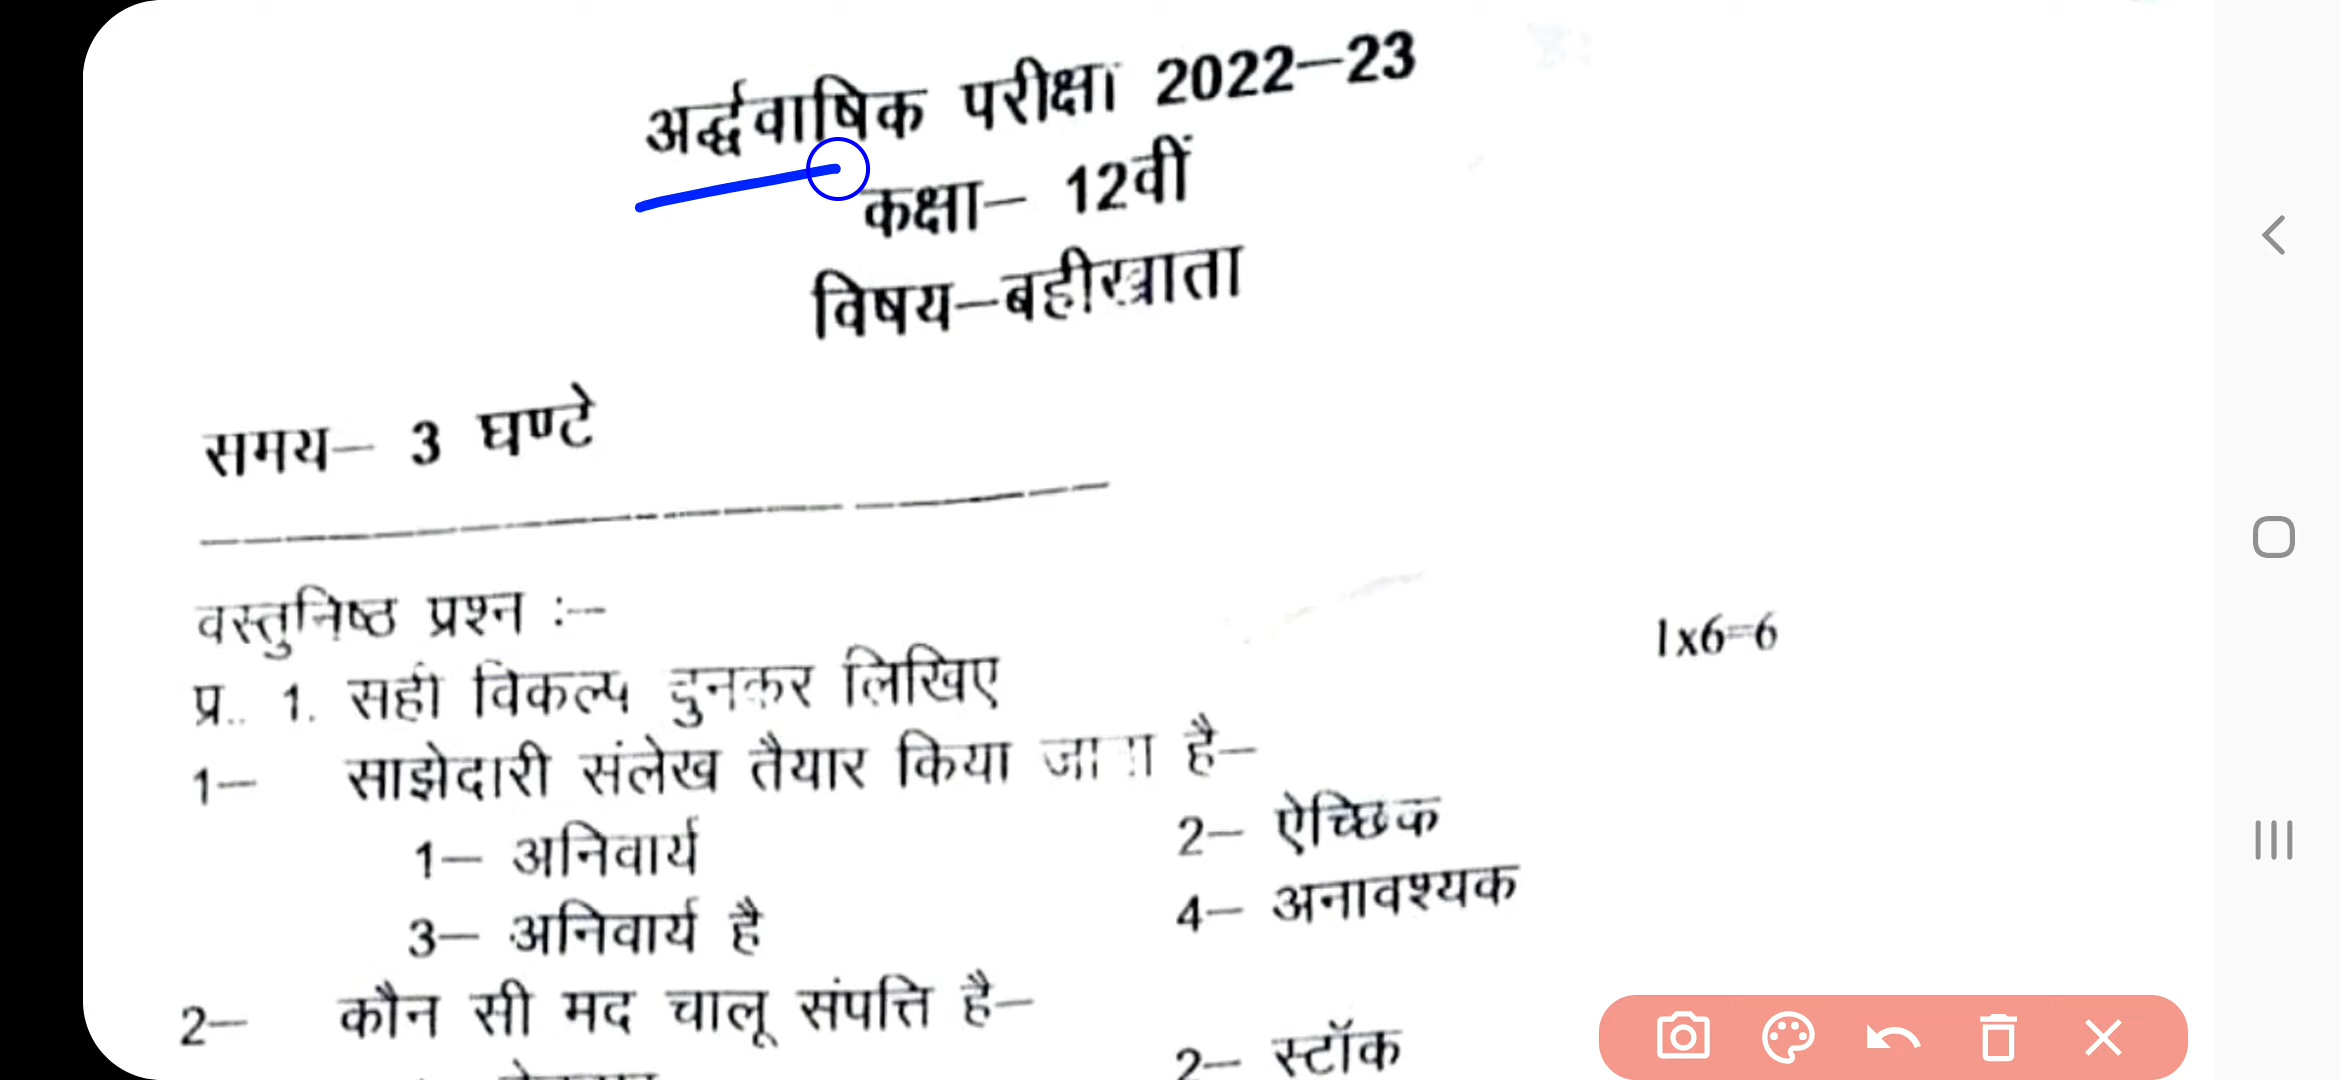 अर्द्धवाषिक परीक्षा 2022–23
कक्षा– 12वीं
विषय–बहीखाता
समय– 3 घण्टे
वस्तुनिष्ठ प्रश्न :--
1x6=6
प्र.. 1. सही विकल्प लिखिए
1– साझेदारी संलेख तैयार किया है–
1– अनिवार्य 2– ऐच्छिक
3– अनिवार्य है 4– अनावश्यक
2– कौन सी मद चालू संपत्ति है–
2– स्टॉक